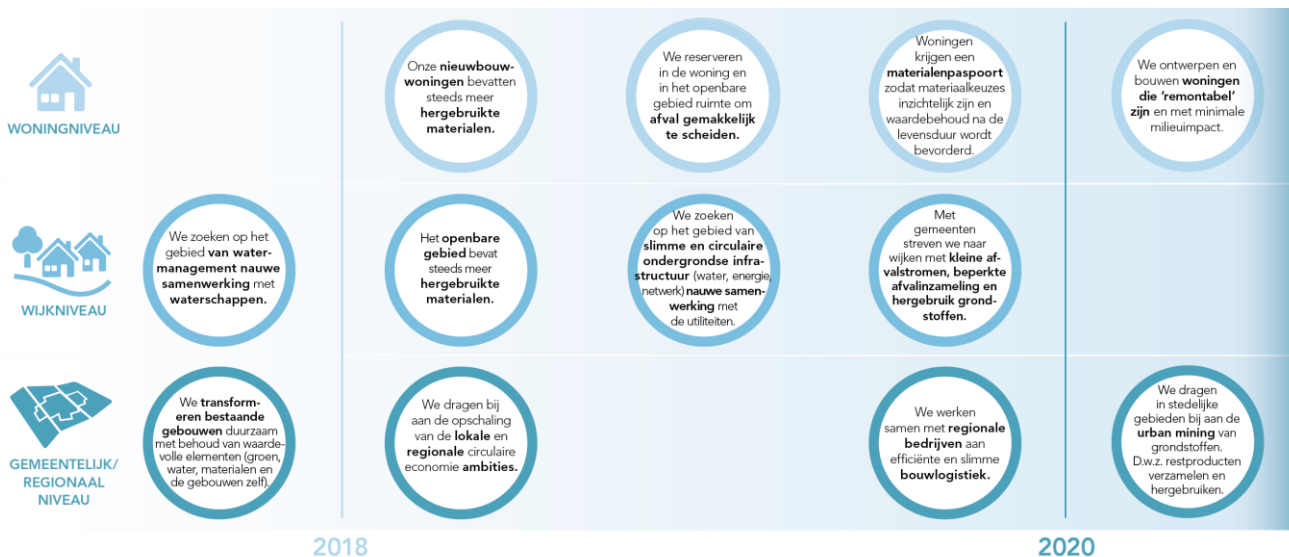 WONINGNIVEAU
Onze nieuwbouw-
woningen bevatten
steeds meer
hergebruikte
materialen.
We reserveren
in de woning en
in het openbare
gebied ruimte om
afval gemakkelijk
te scheiden.
Woningen
krijgen een
materialenpaspoort
zodat materiaalkeuzes
inzichtelijk zijn en
waardebehoud na de
levensduur wordt
bevorderd.
We ontwerpen en
bouwen woningen
die ‘remontabel’
zijn en met minimale
milieuimpact.
WIJKNIVEAU
We zoeken op het
gebied van water-
management nauwe
samenwerking met
waterschappen.
Het openbare
gebied bevat
steeds meer
hergebruikte
materialen.
We zoeken
op het gebied van
slimme en circulaire
ondergrondse infra-
structuur (water, energie,
netwerk) nauwe samen-
werking met
de utiliteiten.
Met
gemeenten
streven we naar
wijken met kleine af-
valstromen, beperkte
afvalinzameling en
hergebruik grond-
stoffen.
GEMEENTELIJK/
REGIONAAL
NIVEAU
We transform-
eren bestaande
gebouwen duurzaam
met behoud van waarde-
volle elementen (groen,
water, materialen en
de gebouwen zelf).
We dragen bij
aan de opschaling
van de lokale en
regionale circulaire
economie ambities.
We werken
samen met regionale
bedrijven aan
efficiënte en slimme
bouwlogistiek.
We dragen
in stedelijke
gebieden bij aan de
urban mining van
grondstoffen.
D.w.z. restproducten
verzamelen en
hergebruiken.
2018
2020